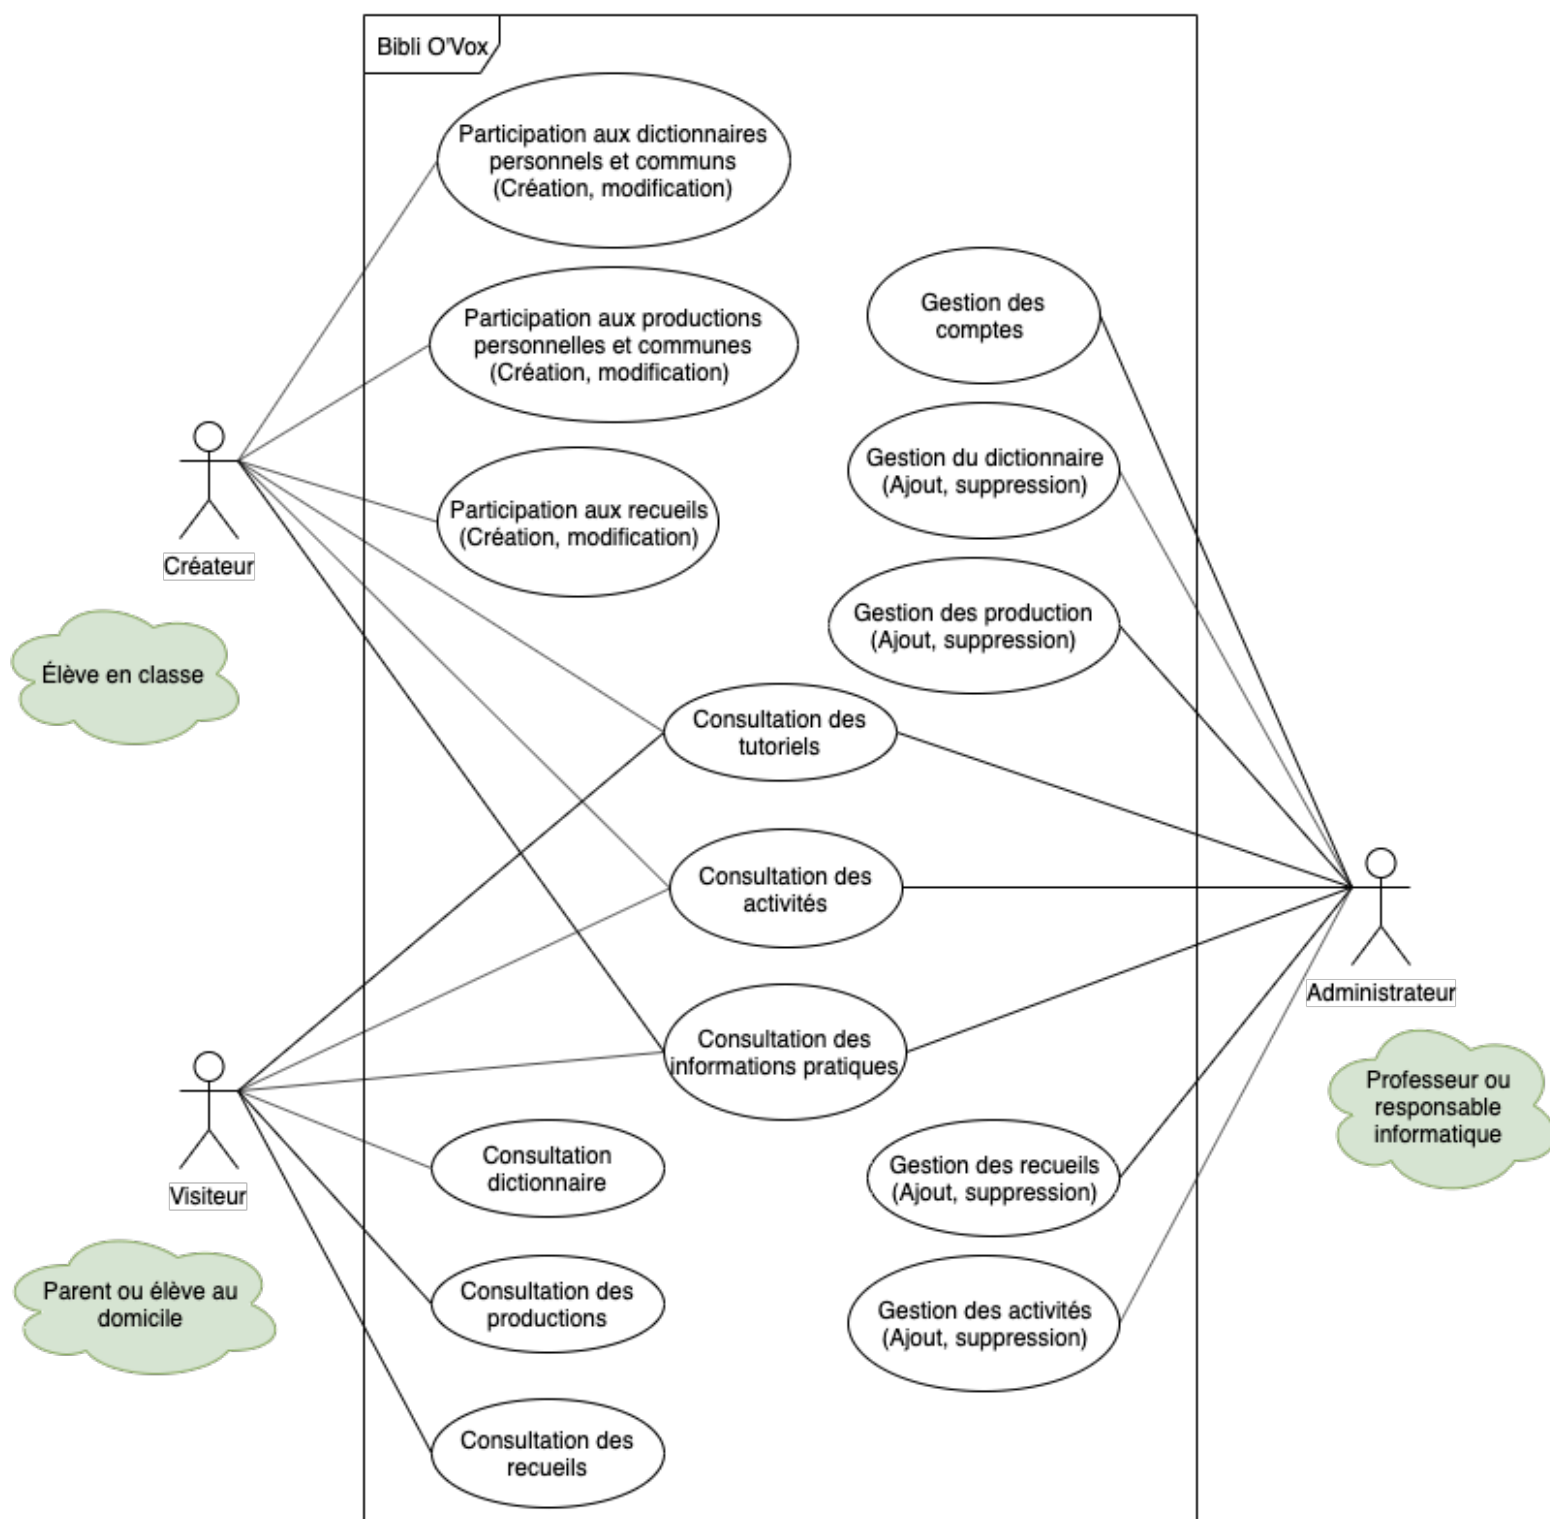 Bibli O'Vox
Participation aux dictionnaires
personnels et communs
(Création, modification)
Participation aux productions
personnelles et communes
(Création, modification)
Gestion des
comptes
Gestion du dictionnaire
(Ajout, suppression)
Participation aux recueils
(Création, modification)
Créateur
Gestion des production
(Ajout, suppression)
Élève en classe
Consultation des
tutoriels
Consultation des
activités
Administrateur
Consultation des
informations pratiques
Professeur ou
responsable
informatique
Visiteur
Consultation
dictionnaire
Gestion des recueils
(Ajout, suppression)
Parent ou élève au
domicile
Consultation des
productions
Gestion des activités
(Ajout, suppression)
Consultation des
recueils